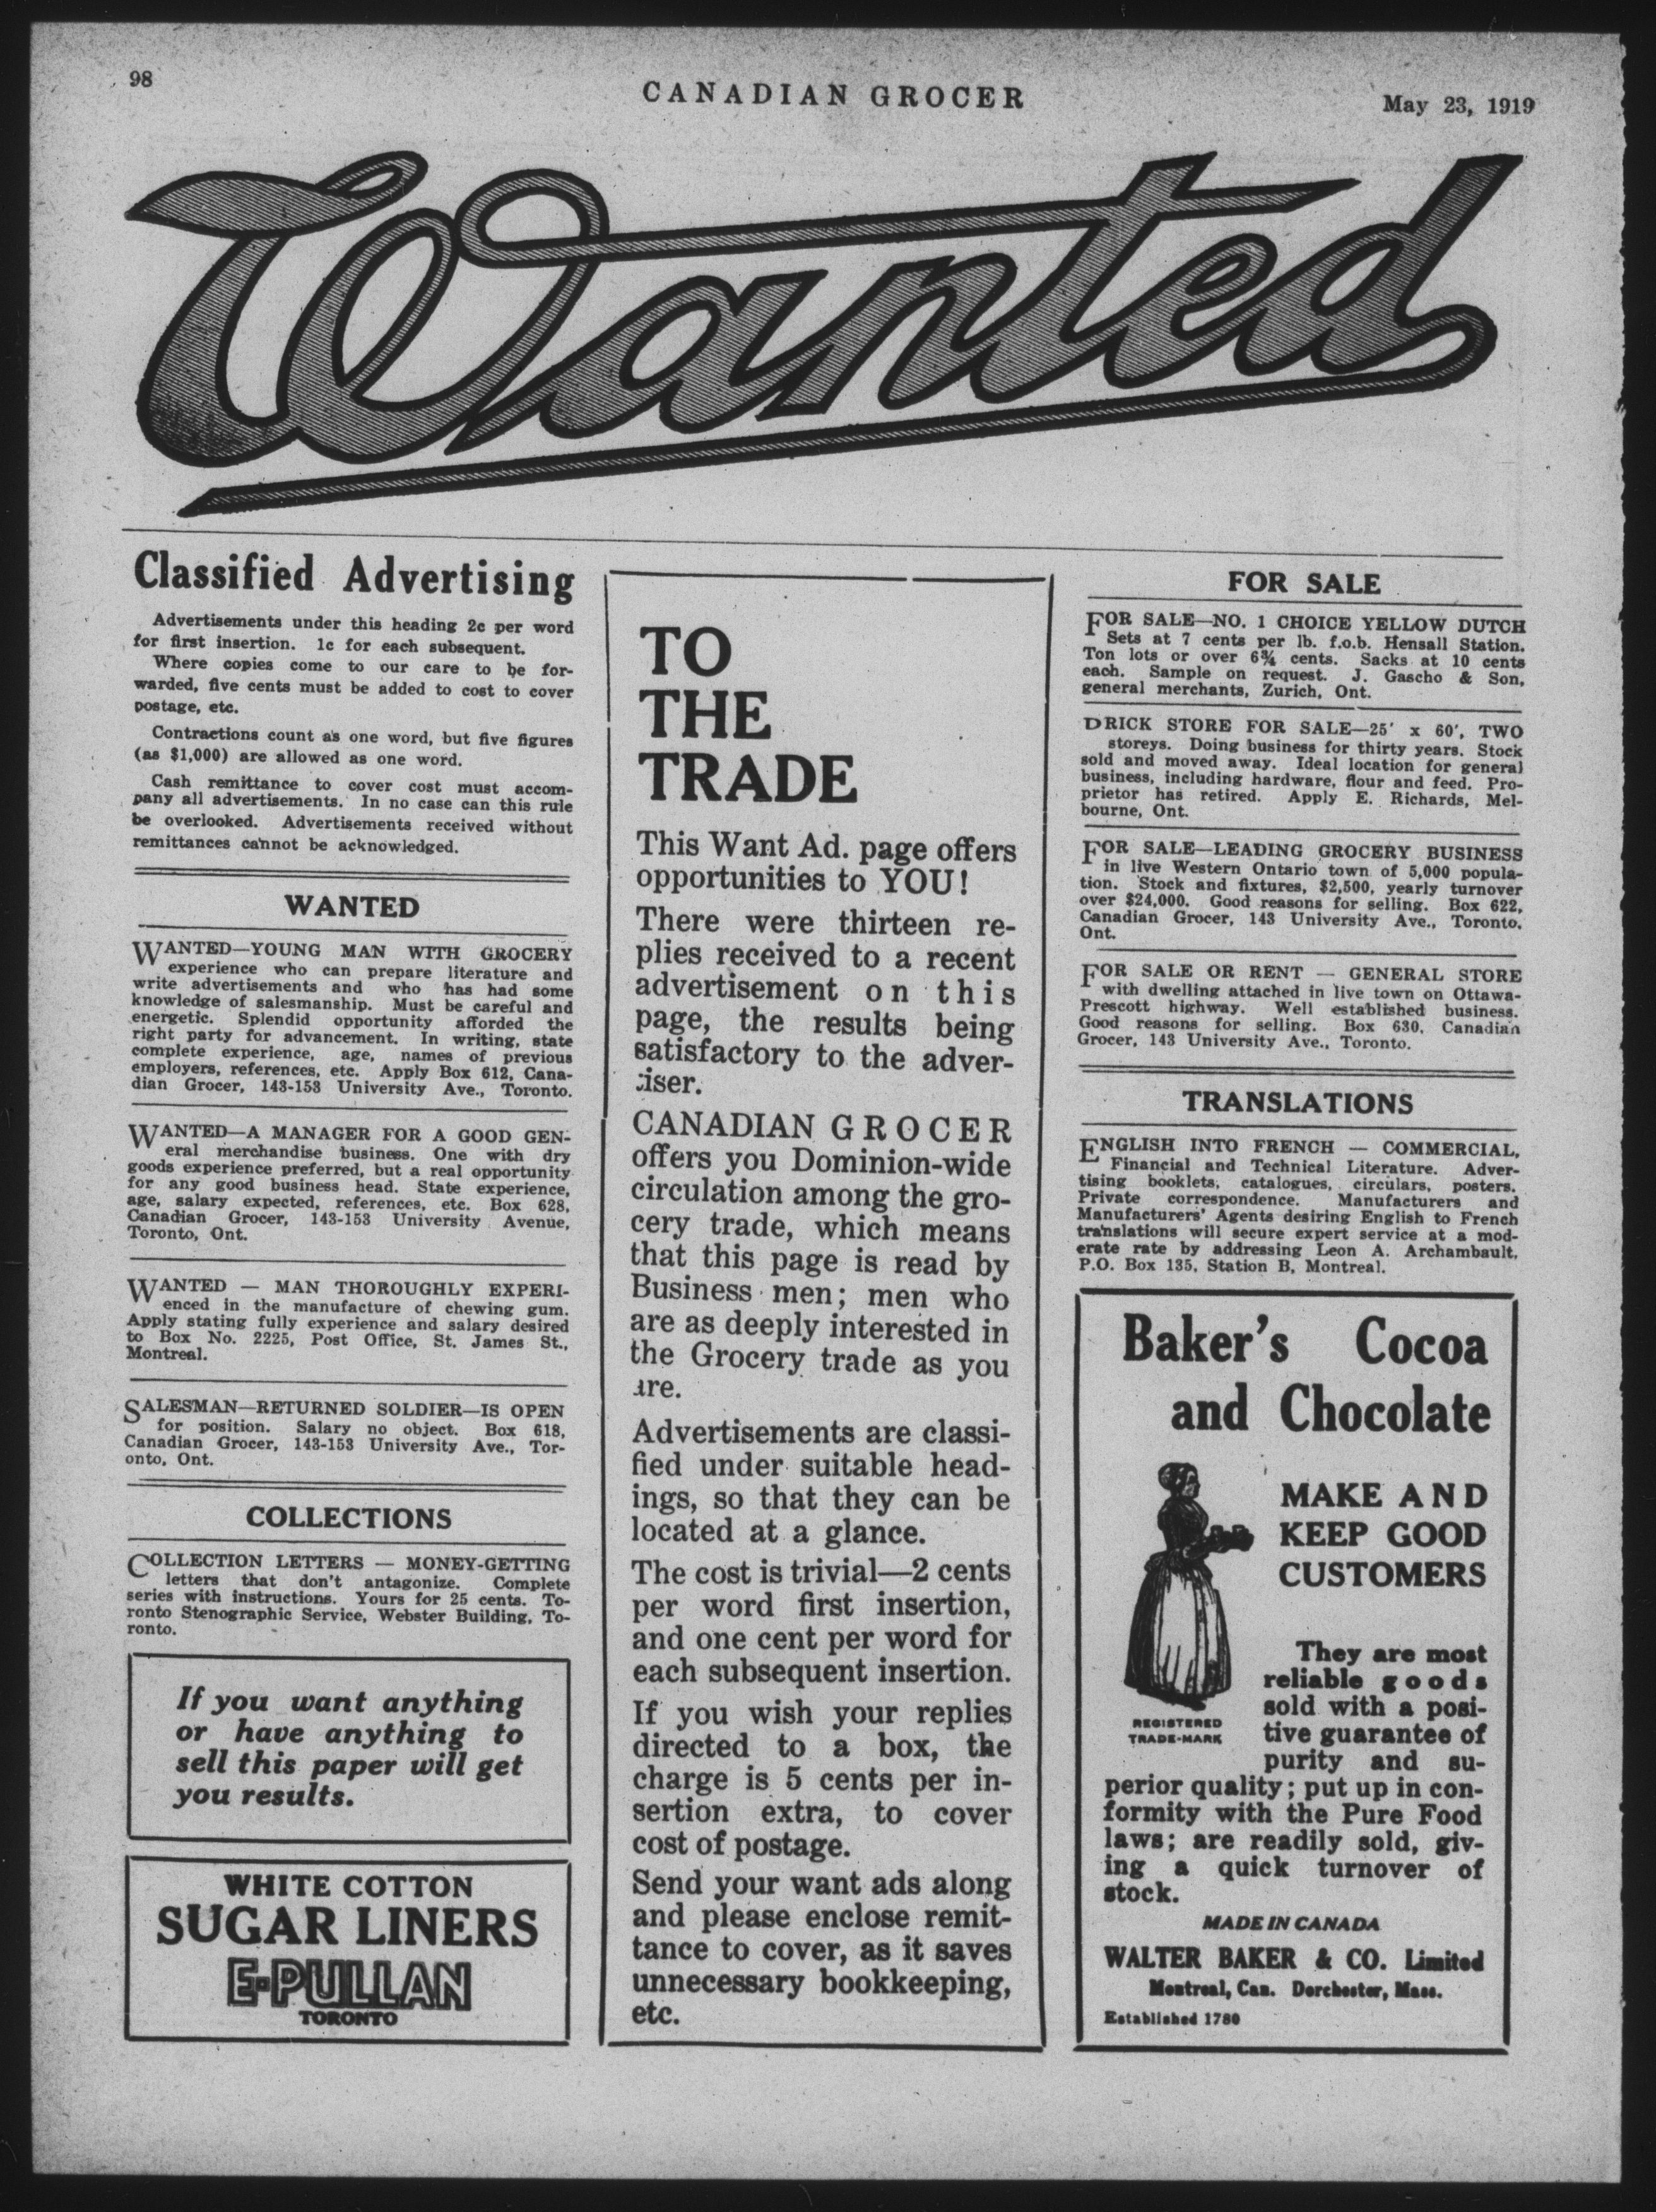 98
CANADIAN GROCER
May 23, 1919
Wanted
Classified Advertising
Advertisements under this heading 2c per word
for first insertion. 1c for each subsequent.
Where copies come to our care to be for-
warded, five cents must be added to cost to cover
postage, etc.
Contractions count as one word, but five figures
(as $1,000) are allowed as one word.
Cash remittance to cover cost must accom-
pany all advertisements. In no case can this rule
be overlooked. Advertisements received without
remittances cannot be acknowledged.
WANTED
WANTED—YOUNG MAN WITH GROCERY
experience who can prepare literature and
write advertisements and who has had some
knowledge of salesmanship. Must be careful and
energetic. Splendid opportunity afforded the
right party for advancement. In writing, state
complete experience, age, names of previous
employers, references, etc. Apply Box 612, Cana-
dian Grocer, 143-153 University Ave., Toronto.
WANTED—A MANAGER FOR A GOOD GEN-
eral merchandise business. One with dry
goods experience preferred, but a real opportunity
for any good business head. State experience,
age, salary expected, references, etc. Box 628,
Canadian Grocer, 143-153 University Avenue,
Toronto, Ont.
WANTED — MAN THOROUGHLY EXPERI-
enced in the manufacture of chewing gum.
Apply stating fully experience and salary desired
to Box No. 2225, Post Office, St. James St.,
Montreal.
SALESMAN—RETURNED SOLDIER—IS OPEN
for position. Salary no object. Box 618,
Canadian Grocer, 143-153 University Ave., Tor-
onto, Ont.
COLLECTIONS
COLLECTION LETTERS — MONEY-GETTING
letters that don't antagonize. Complete
series with instructions. Yours for 25 cents. To-
ronto Stenographic Service, Webster Building, To-
ronto.
If you want anything
or have anything to
sell this paper will get
you results.
WHITE COTTON
SUGAR LINERS
E-PULLAN
TORONTO
TO
THE
TRADE
This Want Ad. page offers
opportunities to YOU!
There were thirteen re-
plies received to a recent
advertisement on this
page, the results being
satisfactory to the adver-
tiser.
CANADIAN GROCER
offers you Dominion-wide
circulation among the gro-
cery trade, which means
that this page is read by
Business men; men who
are as deeply interested in
the Grocery trade as you
are.
Advertisements are classi-
fied under suitable head-
ings, so that they can be
located at a glance.
The cost is trivial—2 cents
per word first insertion,
and one cent per word for
each subsequent insertion.
If you wish your replies
directed to a box, the
charge is 5 cents per in-
sertion extra, to cover
cost of postage.
Send your want ads along
and please enclose remit-
tance to cover, as it saves
unnecessary bookkeeping,
etc.
FOR SALE
FOR SALE—NO. 1 CHOICE YELLOW DUTCH
Sets at 7 cents per lb. f.o.b. Hensall Station.
Ton lots or over 6¾ cents. Sacks at 10 cents
each. Sample on request. J. Gascho & Son,
general merchants, Zurich, Ont.
DRICK STORE FOR SALE—25' x 60', TWO
storeys. Doing business for thirty years. Stock
sold and moved away. Ideal location for general
business, including hardware, flour and feed. Pro-
prietor has retired. Apply E. Richards, Mel-
bourne, Ont.
FOR SALE—LEADING GROCERY BUSINESS
in live Western Ontario town of 5,000 popula-
tion. Stock and fixtures, $2,500, yearly turnover
over $24,000. Good reasons for selling. Box 622,
Canadian Grocer, 143 University Ave., Toronto,
Ont.
FOR SALE OR RENT — GENERAL STORE
with dwelling attached in live town on Ottawa-
Prescott highway. Well established business.
Good reasons for selling. Box 630, Canadian
Grocer, 143 University Ave., Toronto.
TRANSLATIONS
ENGLISH INTO FRENCH — COMMERCIAL,
Financial and Technical Literature. Adver-
tising booklets, catalogues, circulars, posters.
Private correspondence. Manufacturers and
Manufacturers' Agents desiring English to French
translations will secure expert service at a mod-
erate rate by addressing Leon A. Archambault,
P.O. Box 135, Station B, Montreal.
Baker's Cocoa
and Chocolate
MAKE AND
KEEP GOOD
CUSTOMERS
REGISTERED
TRADE-MARK
They are most
reliable goods
sold with a posi-
tive guarantee of
purity and su-
perior quality; put up in con-
formity with the Pure Food
laws; are readily sold, giv-
ing a quick turnover of
stock.
MADE IN CANADA
WALTER BAKER & CO. Limited
Montreal, Can. Dorchester, Mass.
Established 1780